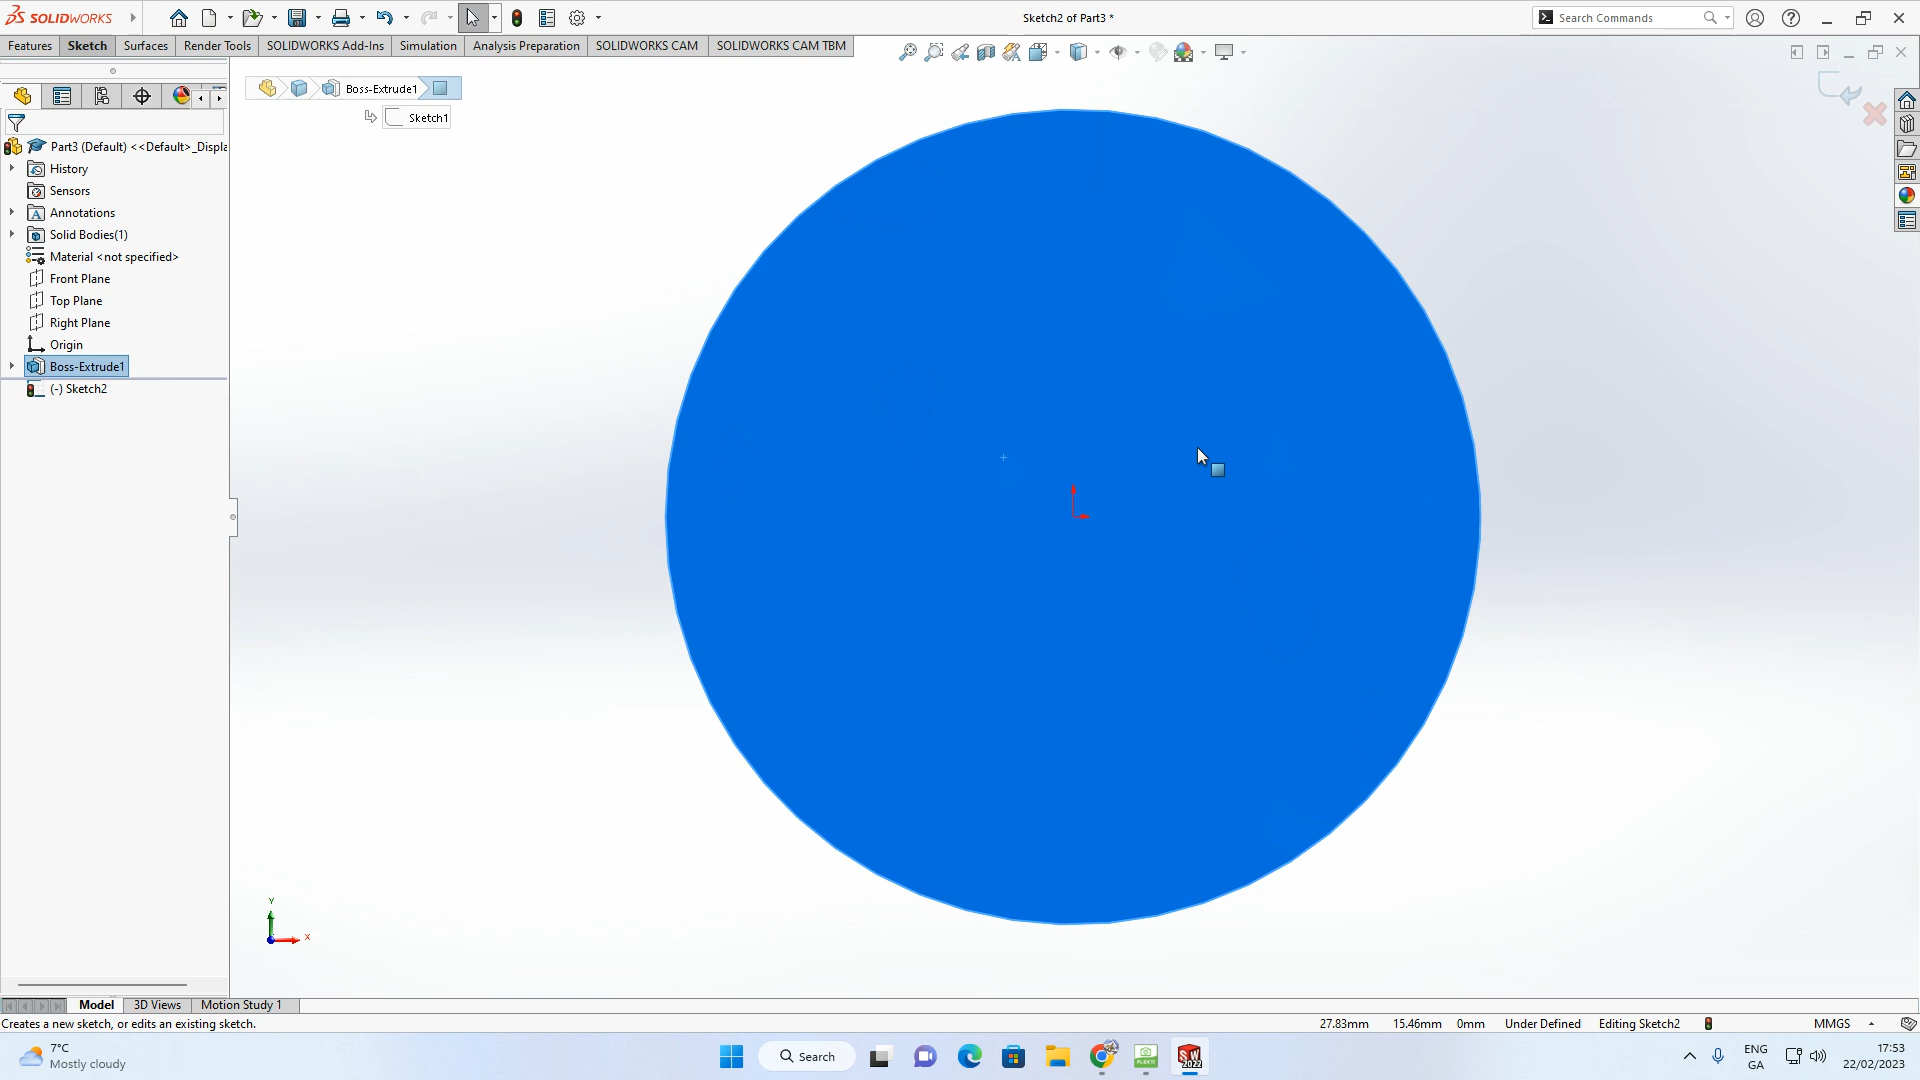 SOLIDWORKS
Sketch2 of Part3 *
Search Commands
Features
Sketch
Surfaces
Render Tools
SOLIDWORKS Add-Ins
Simulation
Analysis Preparation
SOLIDWORKS CAM
SOLIDWORKS CAM TBM
Boss-Extrude1
Sketch1
Part3 (Default) <<Default>_Displa
History
Sensors
Annotations
Solid Bodies(1)
Material <not specified>
Front Plane
Top Plane
Right Plane
Origin
Boss-Extrude1
(-) Sketch2
Y
X
Model
3D Views
Motion Study 1
Creates a new sketch, or edits an existing sketch.
27.83mm
15.46mm
0mm
Under Defined
Editing Sketch2
MMGS
7°C
Mostly cloudy
Search
ENG
GA
17:53
22/02/2023